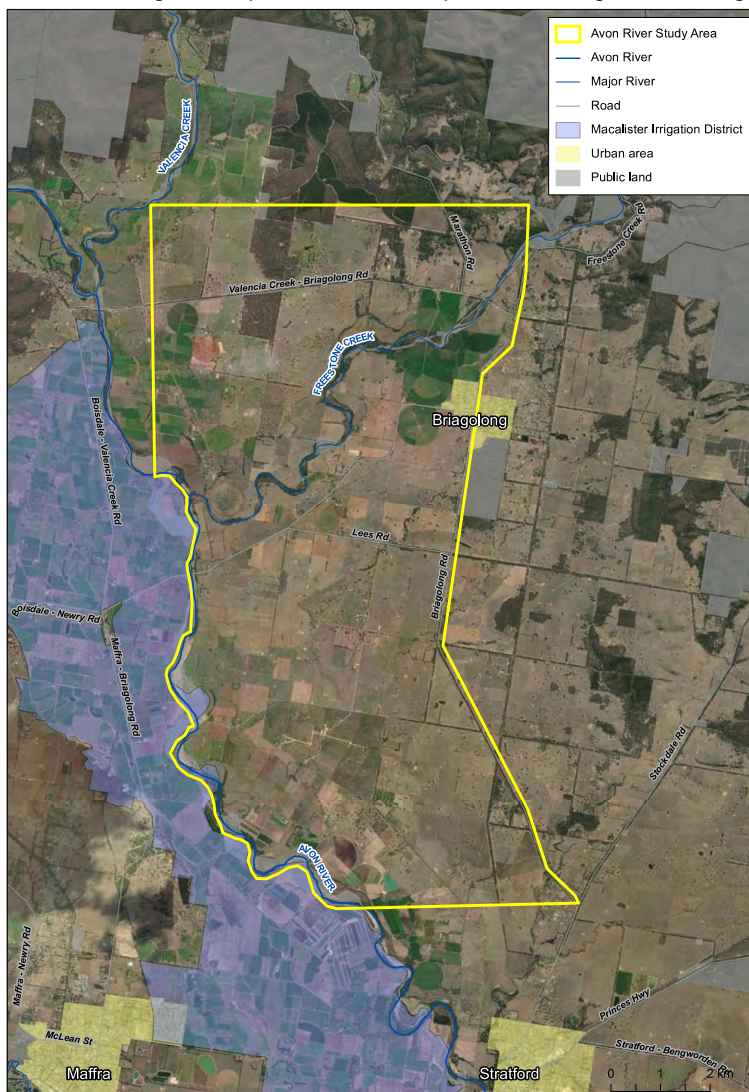 Avon River Study Area
Avon River
Major River
Road
Macalister Irrigation District
Urban area
Public land
VALENCIA CREEK
Marathon Rd
Freestone Creek Rd
Valencia Creek - Briagolong Rd
FREESTONE CREEK
Briagolong
Boisdale - Valencia Creek Rd
Lees Rd
Briagolong Rd
Boisdale - Newry Rd
Maffra - Briagolong Rd
Stockdale Rd
AVON RIVER
Maffra - Newry Rd
Princes Hwy
McLean St
Stratford - Bengworden Rd
Maffra
Stratford
0 1 2 km